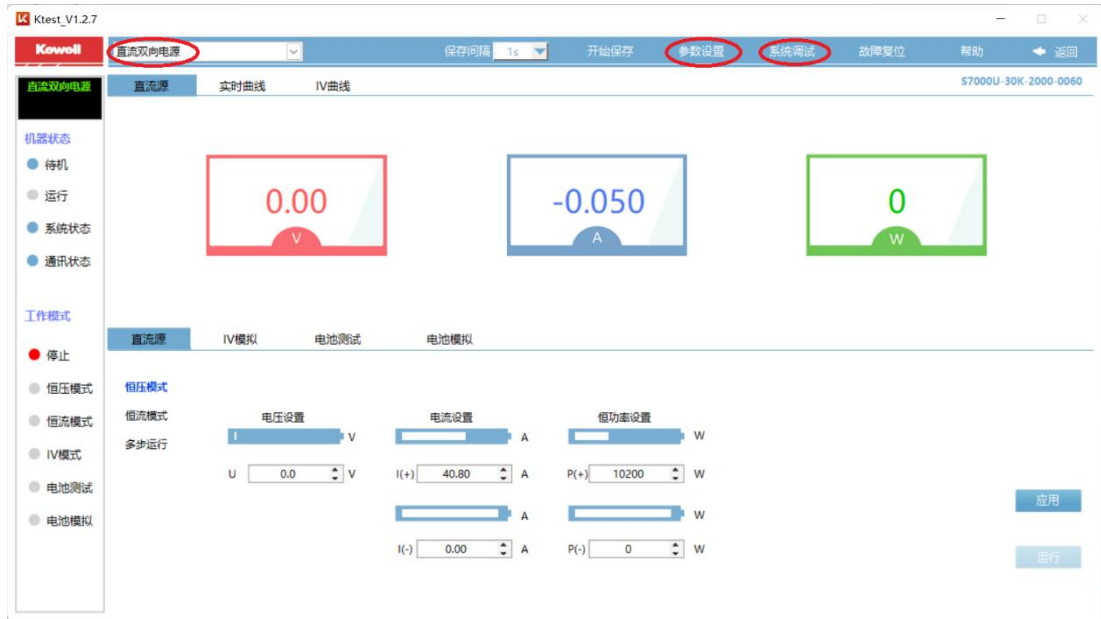 Ktest_V1.2.7
Kewell
直流双向电源 保存间隔 1s 开始保存 参数设置 系统调试 故障复位 帮助 返回
直流双向电源
直流源 实时曲线 IV曲线 S7000U-30K-2000-0060
机器状态
待机
运行
系统状态
通讯状态
0.00 -0.050 0
V A W
工作模式
停止
恒压模式
恒流模式
IV模式
电池测试
电池模拟
直流源 IV模拟 电池测试 电池模拟
恒压模式
恒流模式
多步运行
电压设置 电流设置 恒功率设置
V A W
U 0.0 V I(+) 40.80 A P(+) 10200 W
A W
I(-) 0.00 A P(-) 0 W
应用
运行